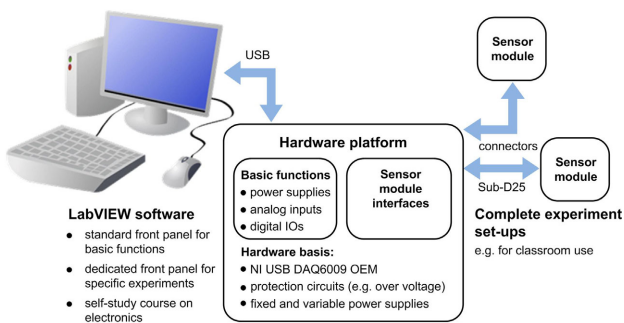 USB
Sensor
module
Hardware platform
connectors
Sub-D25
Sensor
module
Basic functions
• power supplies
• analog inputs
• digital IOs
Sensor
module
interfaces
Hardware basis:
• NI USB DAQ6009 OEM
• protection circuits (e.g. over voltage)
• fixed and variable power supplies
LabVIEW software
• standard front panel for
basic functions
• dedicated front panel for
specific experiments
• self-study course on
electronics
Complete experiment
set-ups
e.g. for classroom use